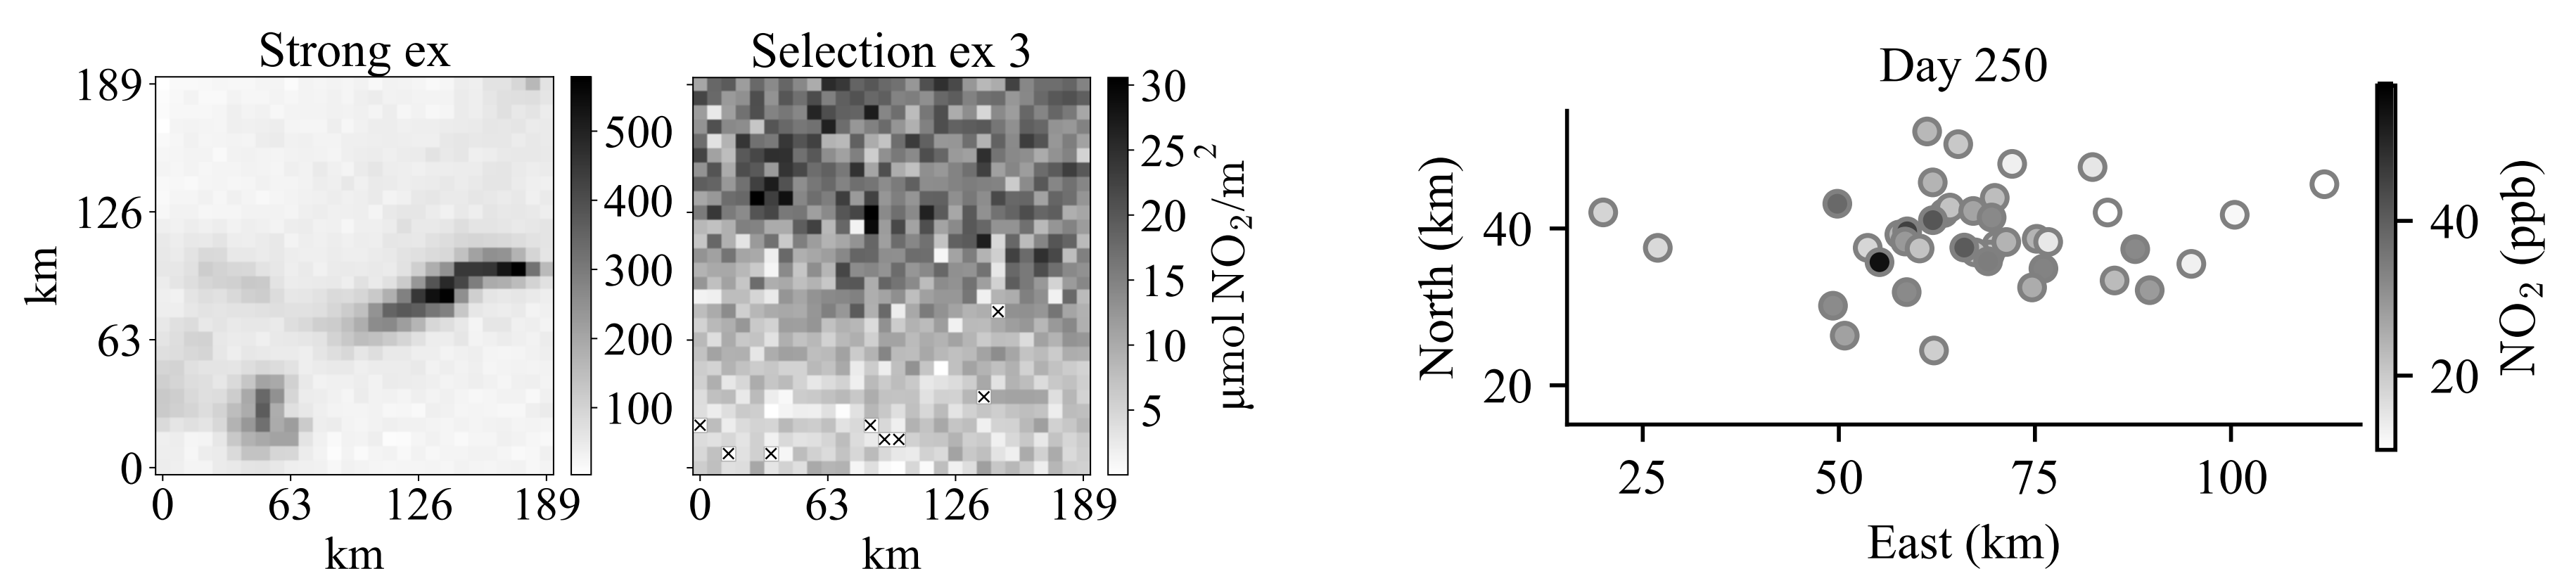 Strong ex
189
126
63
0
km
0 63 126 189
km
500
400
300
200
100
Selection ex 3
0 63 126 189
km
30
25
20
15
10
5
µmol NO₂/m²
Day 250
North (km)
40
20
25 50 75 100
East (km)
40
20
NO₂ (ppb)